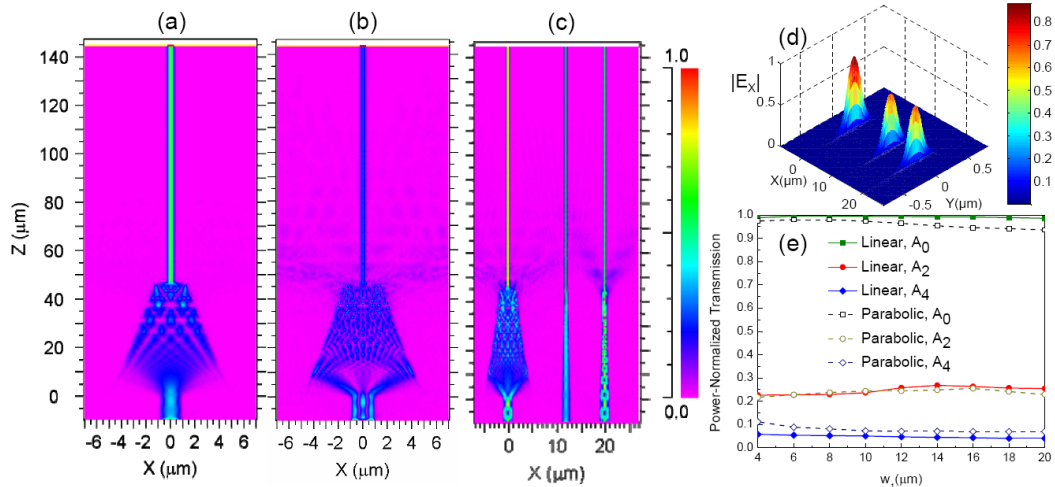 (a)
(b)
(c)
140
120
100
80
60
40
20
0
Z (μm)
-6 -4 -2 0 2 4 6
X (μm)
-6 -4 -2 0 2 4 6
X (μm)
0 10 20
X (μm)
1.0
0.0
(d)
|E_X|
1
0.5
0
X(μm)
0
10
20
Y(μm)
-0.5
0
0.5
0.8
0.7
0.6
0.5
0.4
0.3
0.2
0.1
(e)
Power-Normalized Transmission
1.0
0.9
0.8
0.7
0.6
0.5
0.4
0.3
0.2
0.1
0.0
Linear, A_0
Linear, A_2
Linear, A_4
Parabolic, A_0
Parabolic, A_2
Parabolic, A_4
4 6 8 10 12 14 16 18 20
w_1(μm)